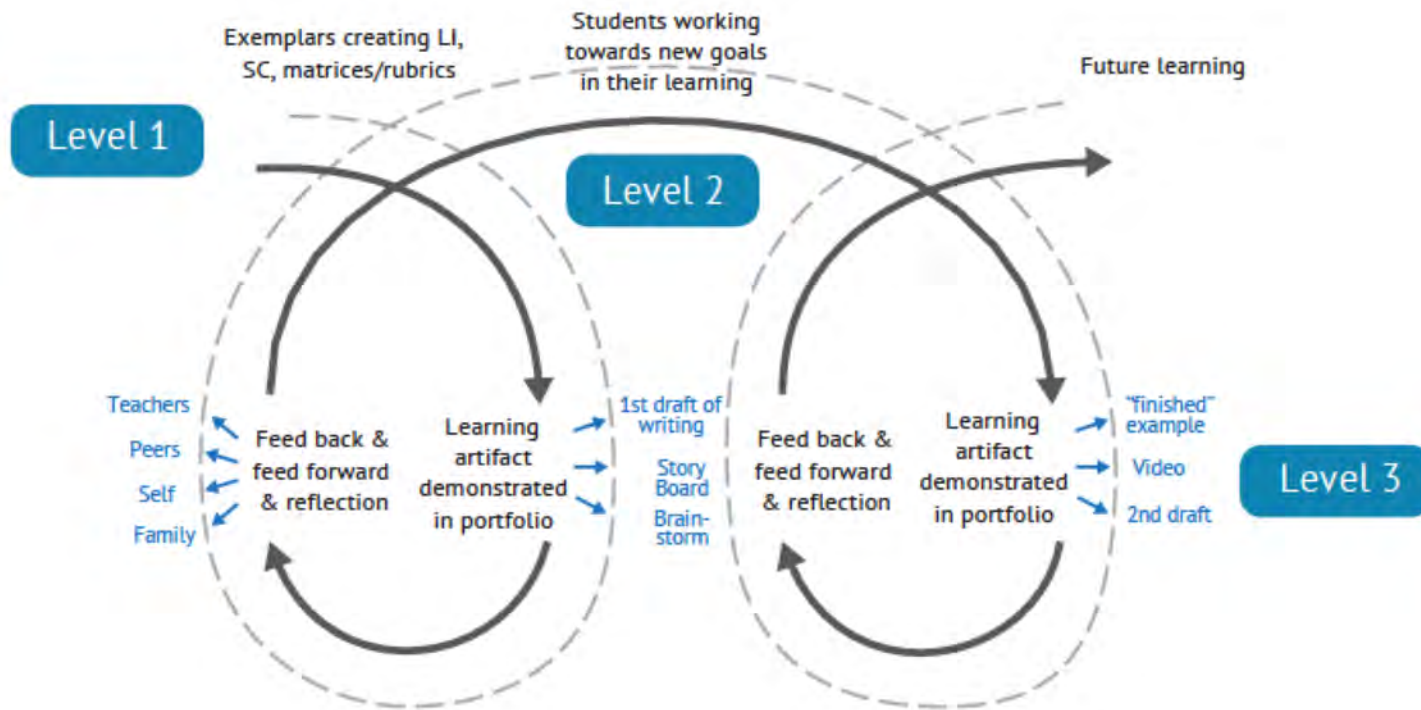 Exemplars creating LI,
SC, matrices/rubrics
Students working
towards new goals
in their learning
Future learning
Level 1
Level 2
Teachers
Peers
Self
Family
Feed back &
feed forward
& reflection
Learning
artifact
demonstrated
in portfolio
1st draft of
writing
Story
Board
Brain-
storm
Feed back &
feed forward
& reflection
Learning
artifact
demonstrated
in portfolio
"finished"
example
Video
2nd draft
Level 3